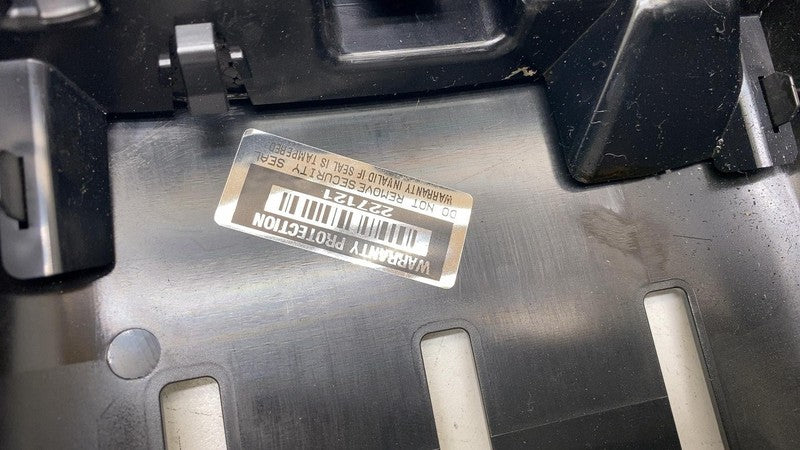 WARRANTY PROTECTION
227121
DO NOT REMOVE SECURITY SEAL
WARRANTY INVALID IF SEAL IS TAMPERED